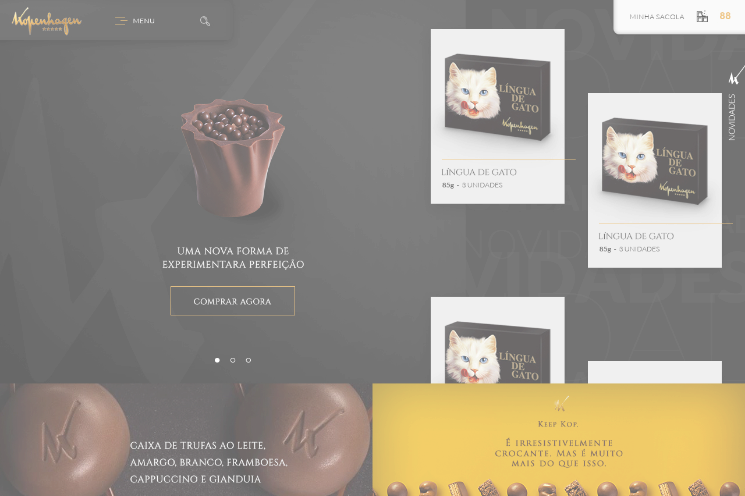 Kopenhagen
MENU
MINHA SACOLA
88
NOVIDADES
LÍNGUA
DE
GATO
Kopenhagen
LÍNGUA DE GATO
85g - 3 UNIDADES
LÍNGUA
DE
GATO
Kopenhagen
LÍNGUA DE GATO
85g - 3 UNIDADES
UMA NOVA FORMA DE
EXPERIMENTARA PERFEIÇÃO
COMPRAR AGORA
LÍNGUA
DE
GATO
CAIXA DE TRUFAS AO LEITE,
AMARGO, BRANCO, FRAMBOESA,
CAPPUCCINO E GIANDUIA
KEEP KOP.
É IRRESISTIVELMENTE
CROCANTE. MAS É MUITO
MAIS DO QUE ISSO.